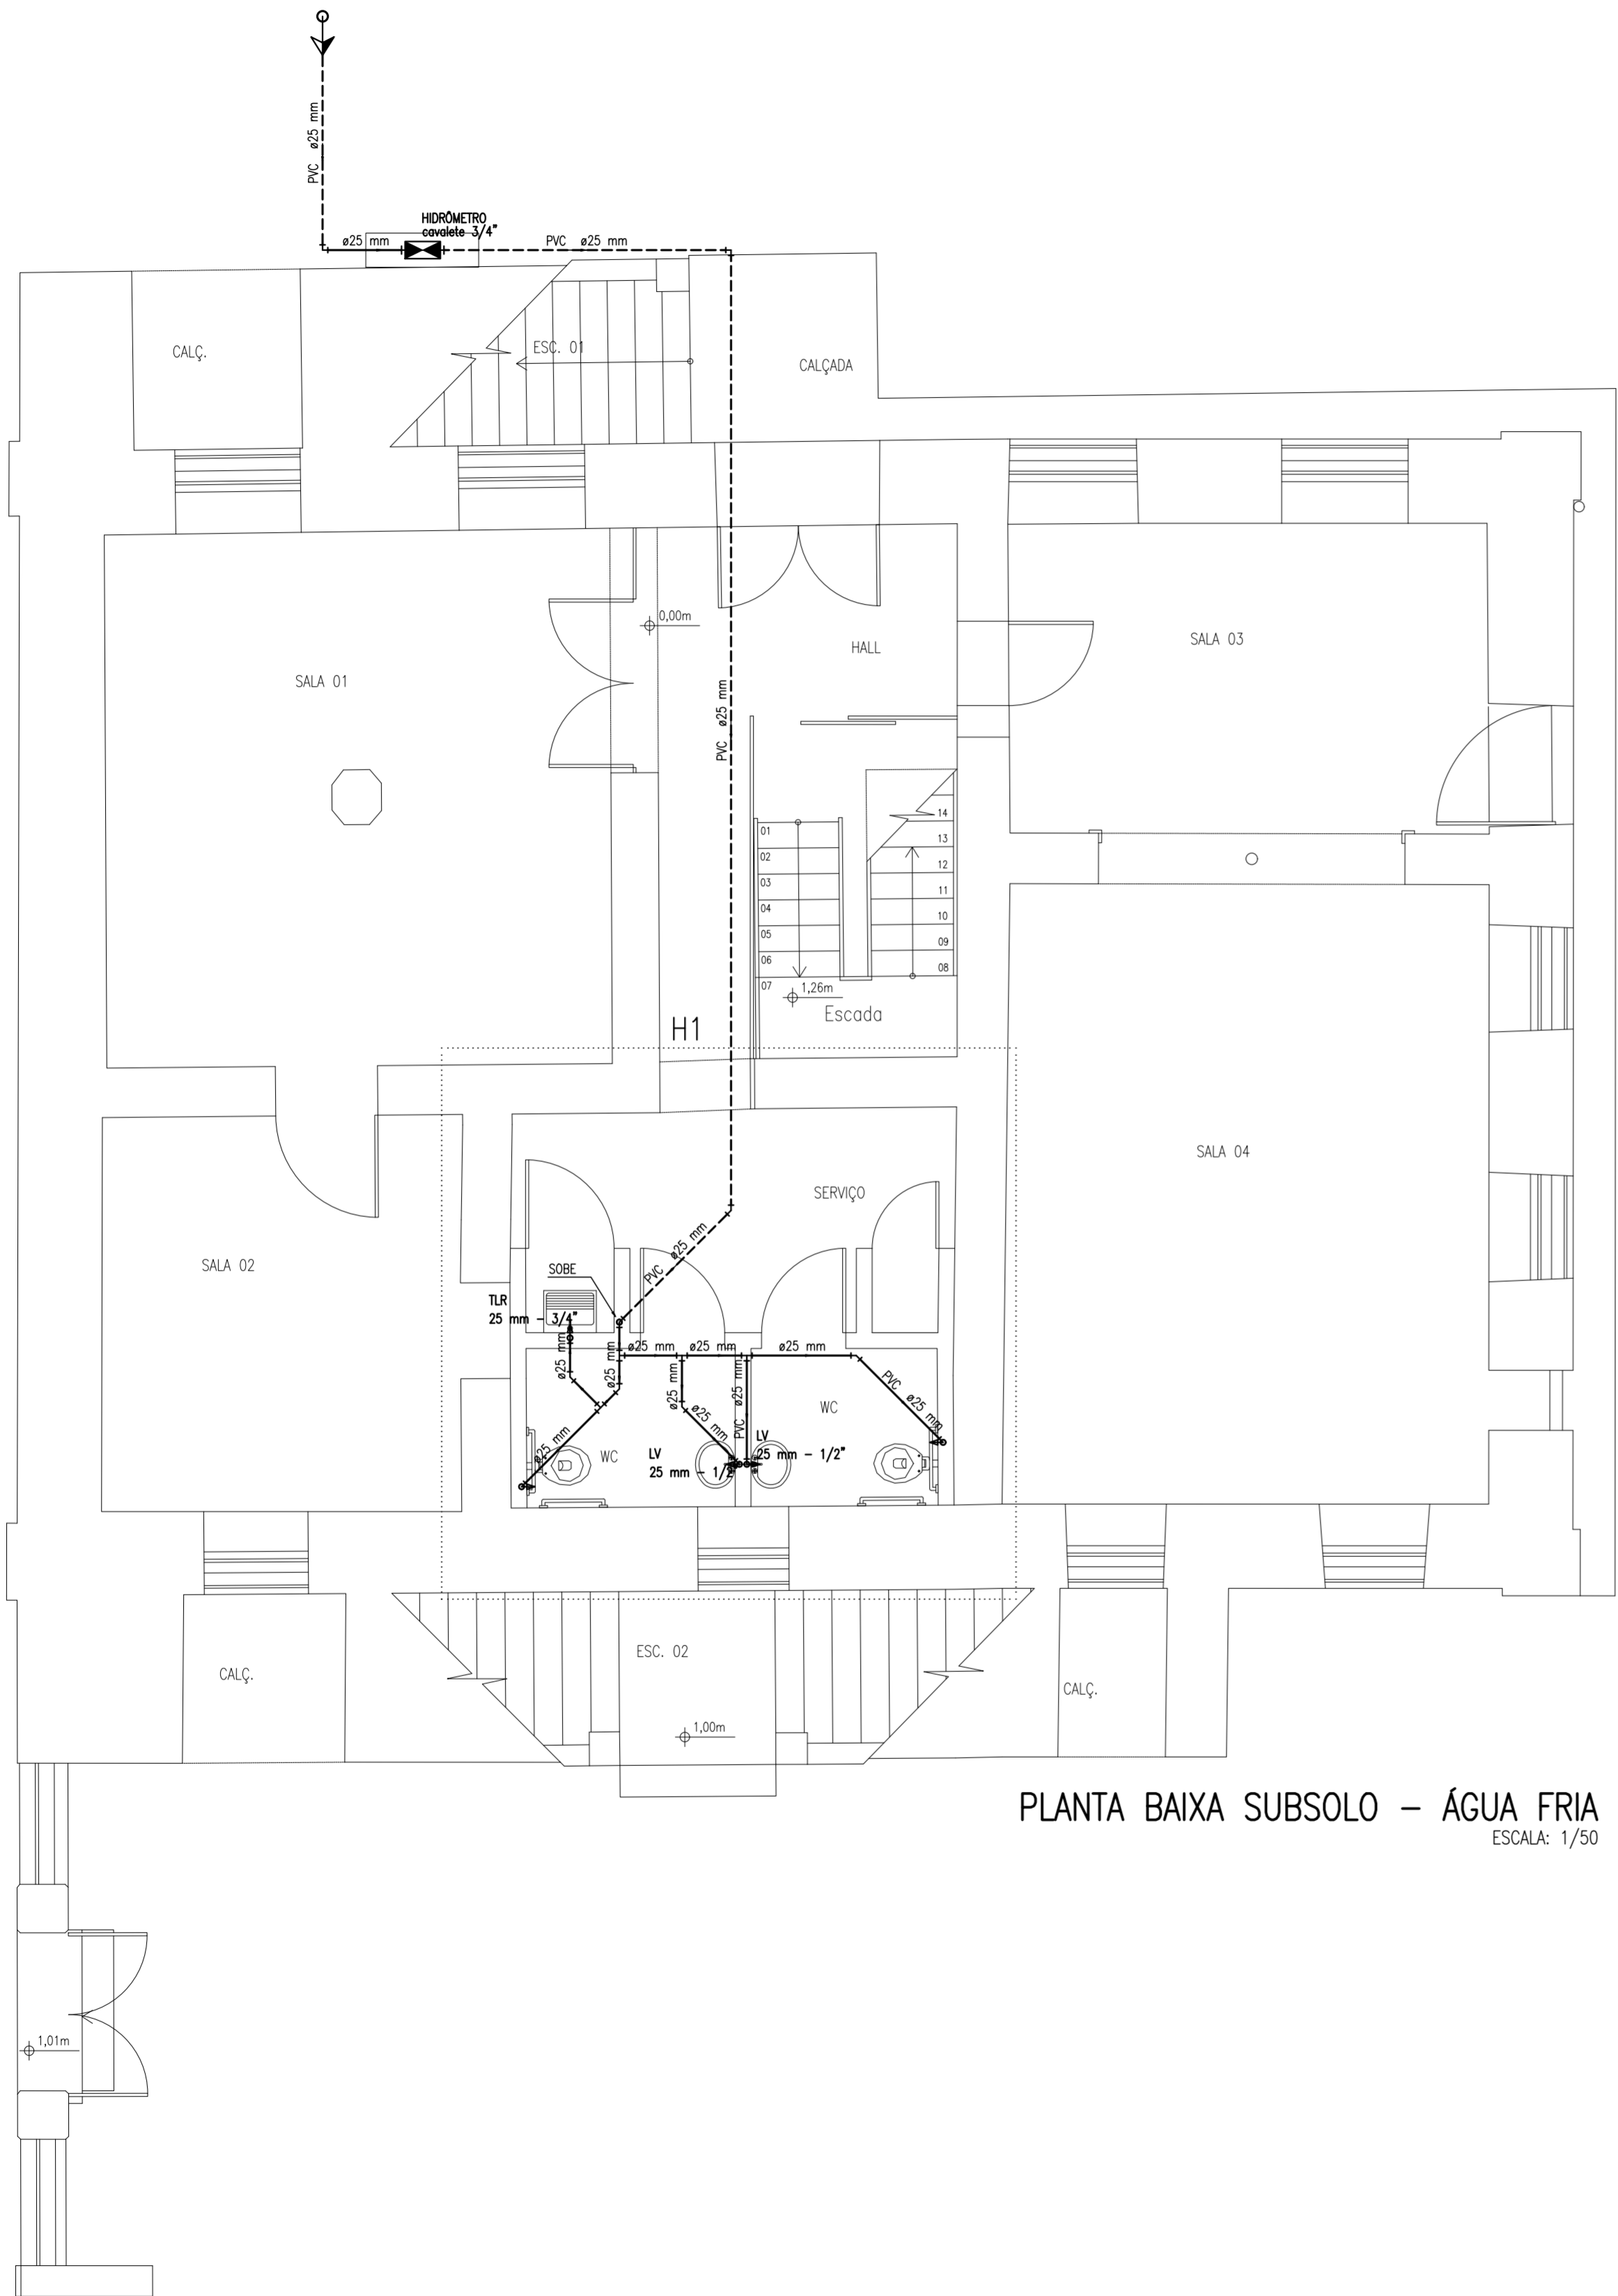 PVC ø25 mm
HIDRÔMETRO
cavalete 3/4"
ø25 mm
PVC ø25 mm
CALÇ.
ESC. 01
CALÇADA
0,00m
HALL
SALA 03
SALA 01
PVC ø25 mm
01
02
03
04
05
06
07
14
13
12
11
10
09
08
1,26m
Escada
H1
SALA 04
SERVIÇO
SALA 02
SOBE
PVC ø25 mm
TLR
25 mm - 3/4"
ø25 mm
ø25 mm
ø25 mm
ø25 mm
ø25 mm
ø25 mm
PVC ø25 mm
PVC ø25 mm
ø25 mm
ø25 mm
WC
WC
LV
25 mm - 1/2"
LV
25 mm - 1/2"
ESC. 02
CALÇ.
CALÇ.
1,00m
PLANTA BAIXA SUBSOLO - ÁGUA FRIA
ESCALA: 1/50
1,01m